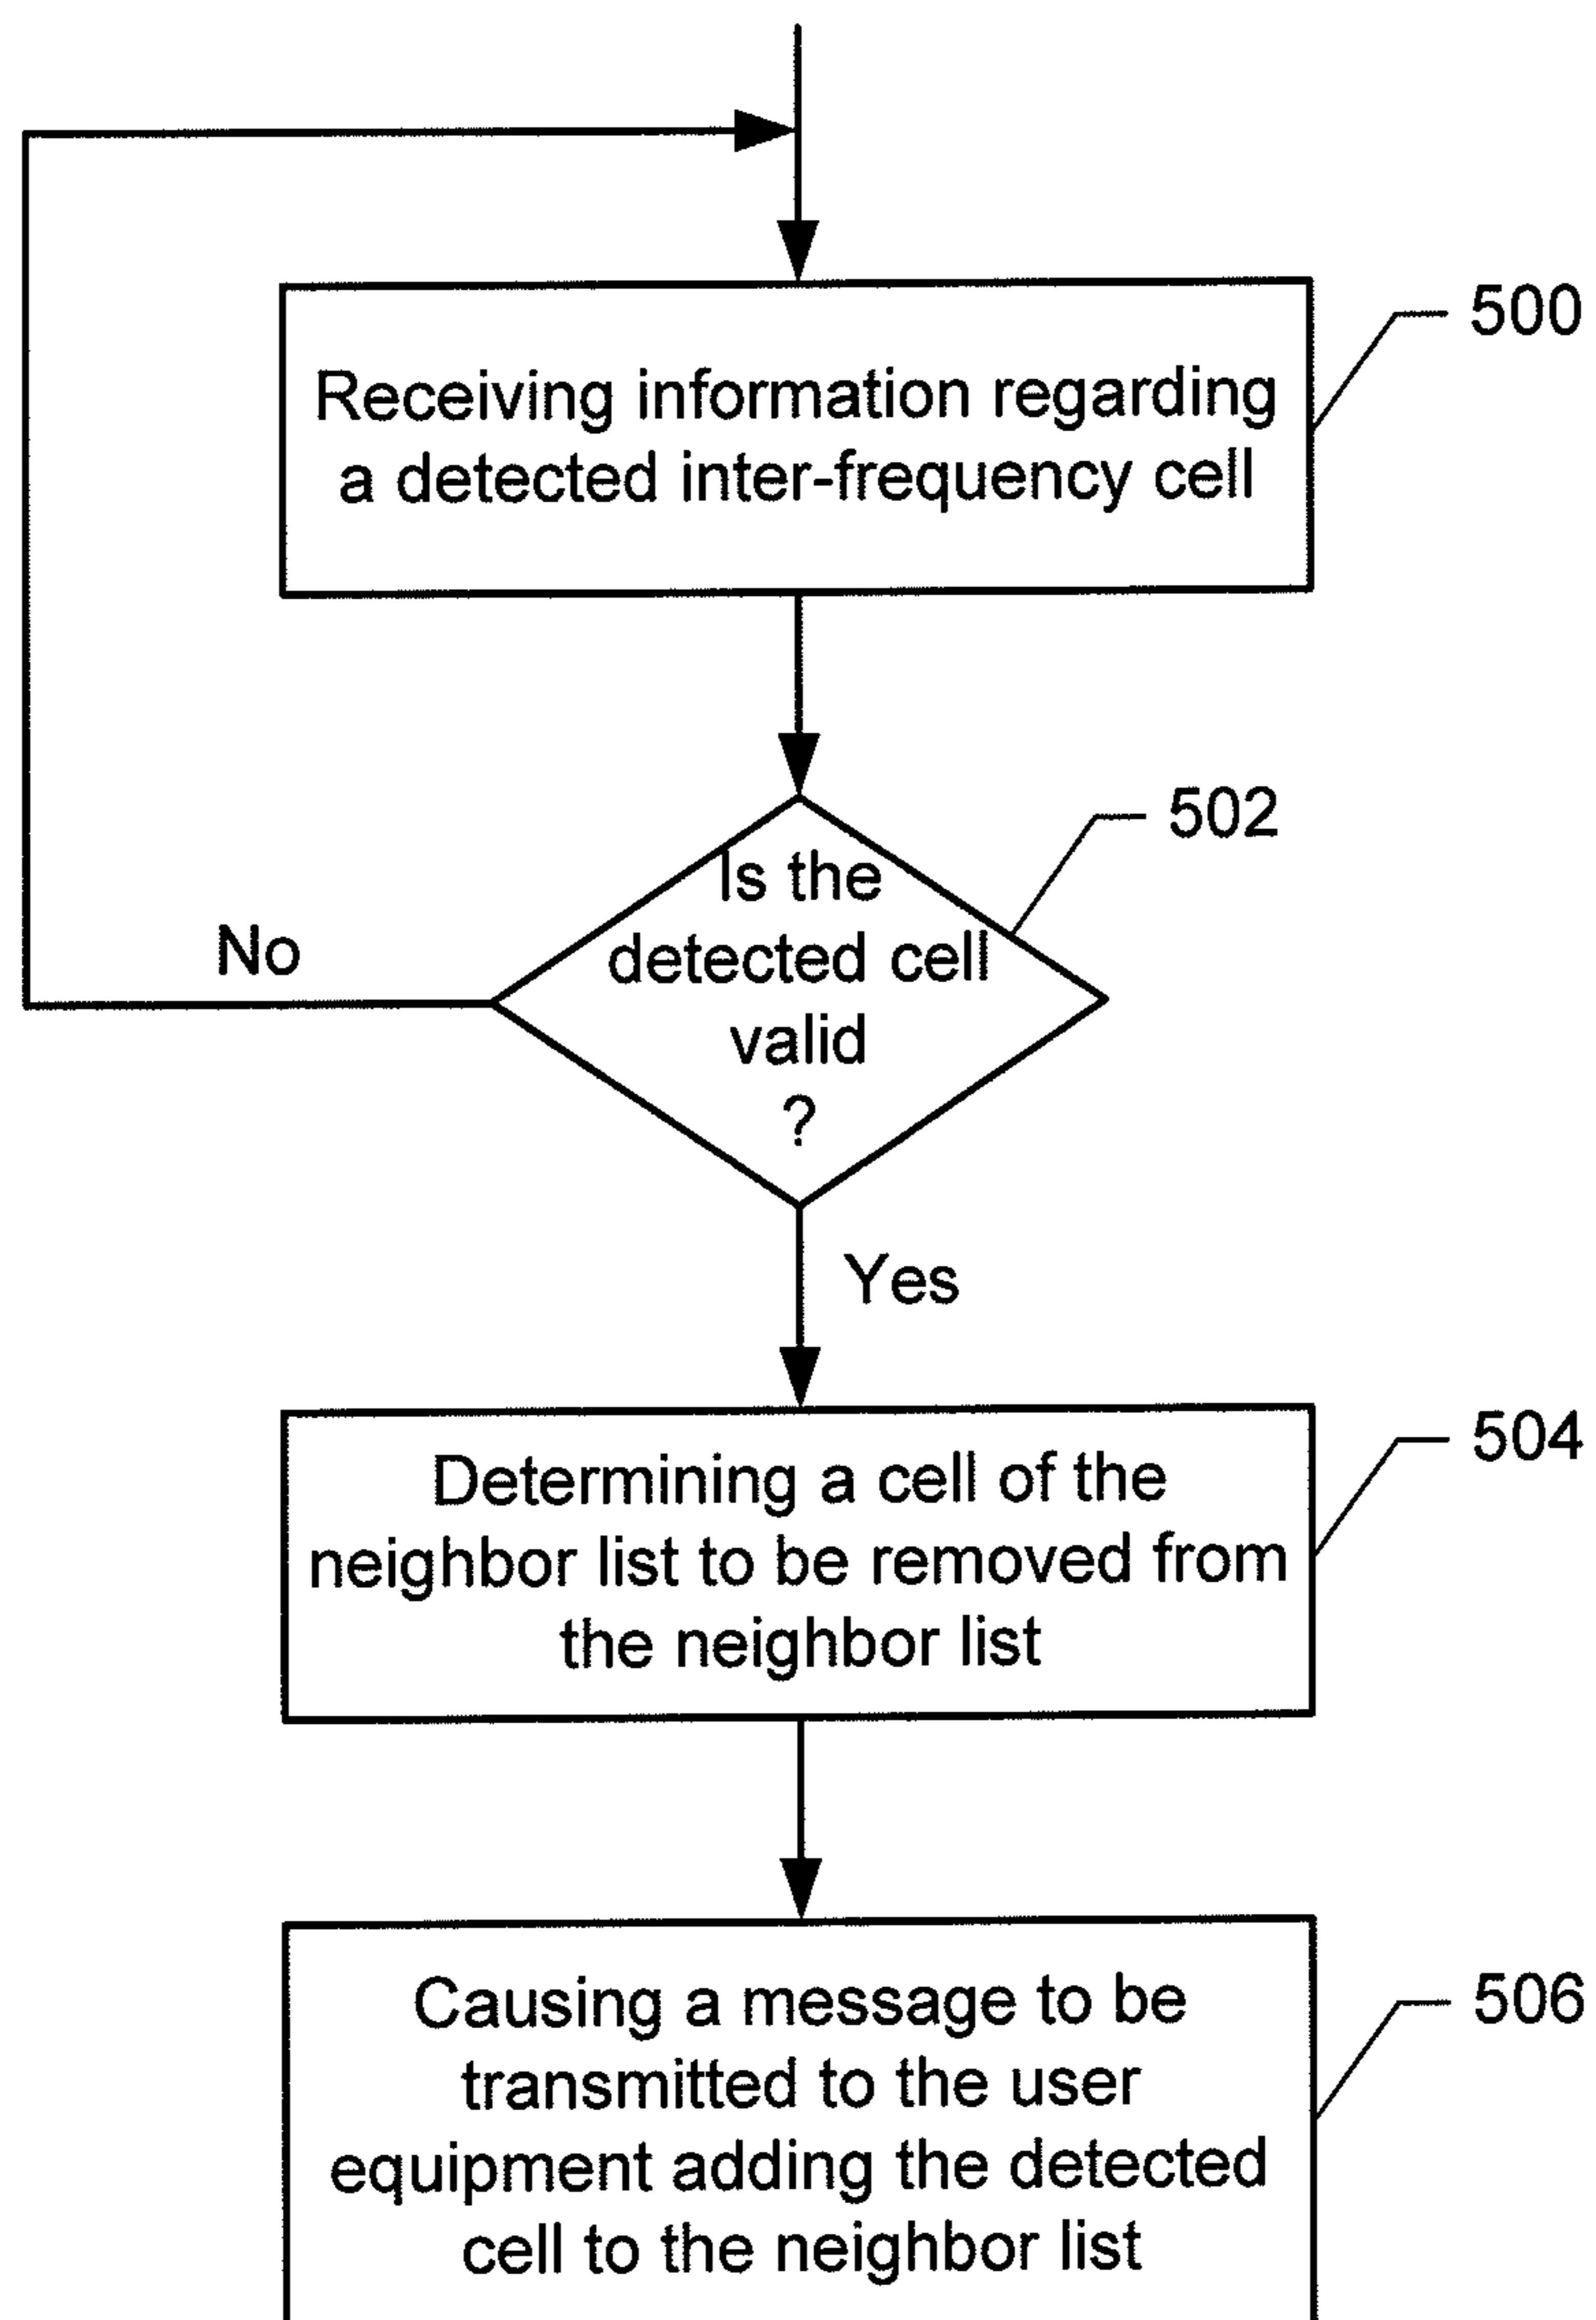 Receiving information regarding
a detected inter-frequency cell
500
Is the
detected cell
valid
?
502
No
Yes
Determining a cell of the
neighbor list to be removed from
the neighbor list
504
Causing a message to be
transmitted to the user
equipment adding the detected
cell to the neighbor list
506